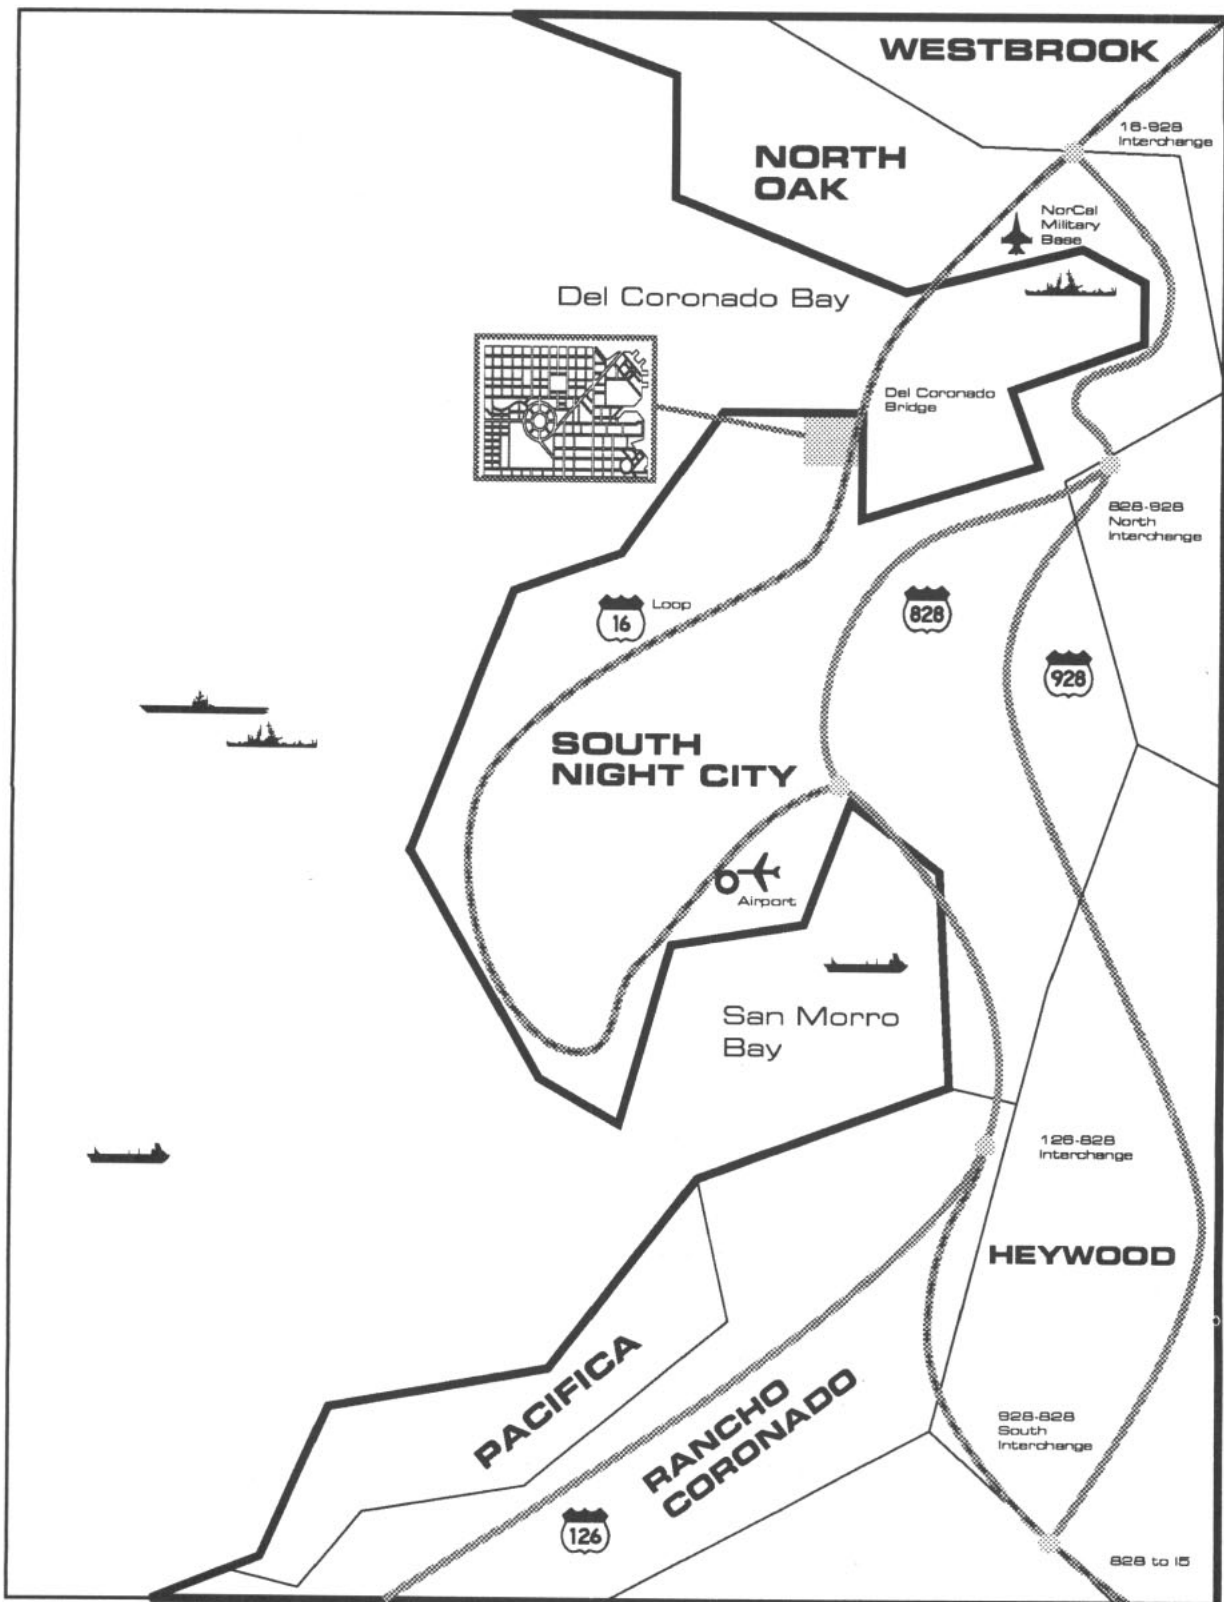 WESTBROOK
16-928
Interchange
NORTH
OAK
NorCal
Military
Base
Del Coronado Bay
Del Coronado
Bridge
828-928
North
Interchange
16
Loop
828
928
SOUTH
NIGHT CITY
Airport
San Morro
Bay
126-828
Interchange
HEYWOOD
PACIFICA
RANCHO
CORONADO
928-828
South
Interchange
126
828 to 15